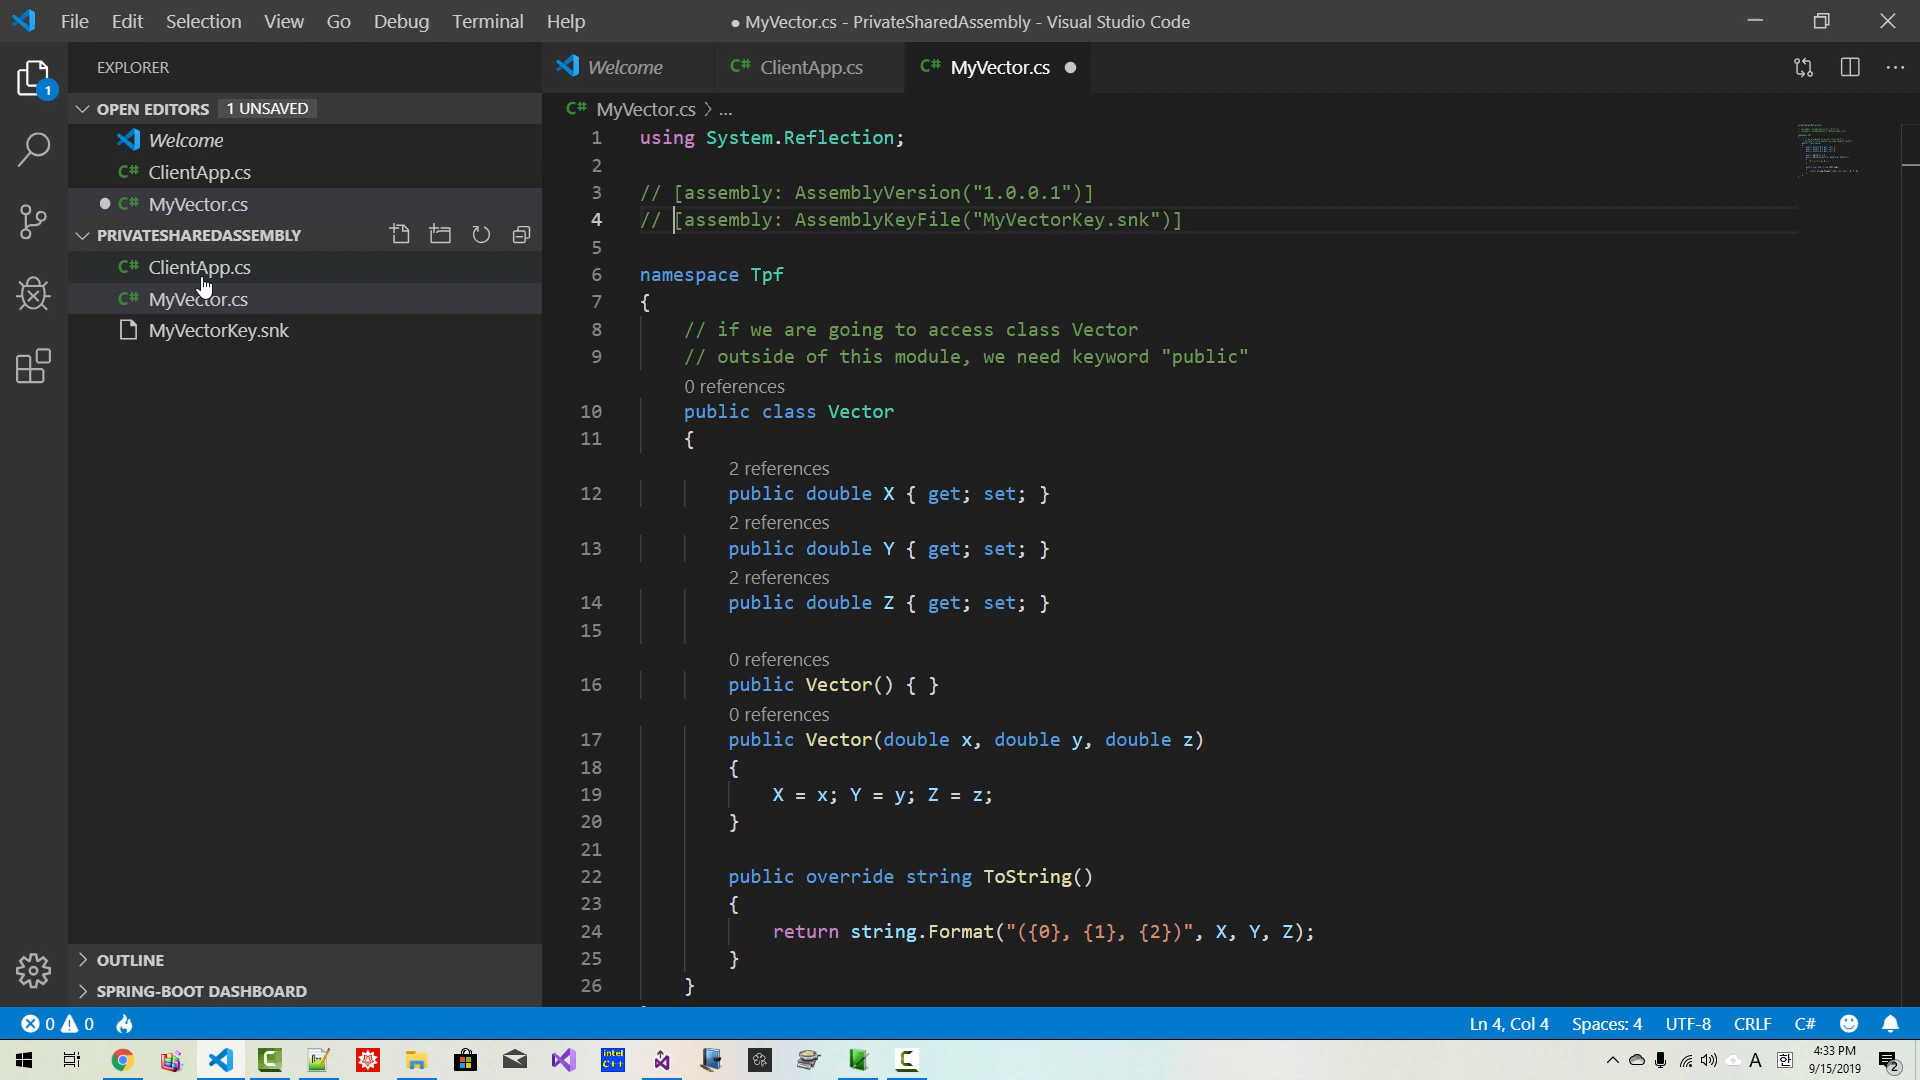 File Edit Selection View Go Debug Terminal Help
● MyVector.cs - PrivateSharedAssembly - Visual Studio Code
EXPLORER
OPEN EDITORS 1 UNSAVED
Welcome
C# ClientApp.cs
● C# MyVector.cs
PRIVATESHAREDASSEMBLY
C# ClientApp.cs
C# MyVector.cs
MyVectorKey.snk
OUTLINE
SPRING-BOOT DASHBOARD
1
Welcome C# ClientApp.cs C# MyVector.cs ●
C# MyVector.cs > ...
1 using System.Reflection;
2
3 // [assembly: AssemblyVersion("1.0.0.1")]
4 // [assembly: AssemblyKeyFile("MyVectorKey.snk")]
5
6 namespace Tpf
7 {
8 // if we are going to access class Vector
9 // outside of this module, we need keyword "public"
0 references
10 public class Vector
11 {
2 references
12 public double X { get; set; }
2 references
13 public double Y { get; set; }
2 references
14 public double Z { get; set; }
15
0 references
16 public Vector() { }
0 references
17 public Vector(double x, double y, double z)
18 {
19 X = x; Y = y; Z = z;
20 }
21
22 public override string ToString()
23 {
24 return string.Format("({0}, {1}, {2})", X, Y, Z);
25 }
26 }
0 0 Ln 4, Col 4 Spaces: 4 UTF-8 CRLF C#
intel C++
A 한 4:33 PM
9/15/2019
2